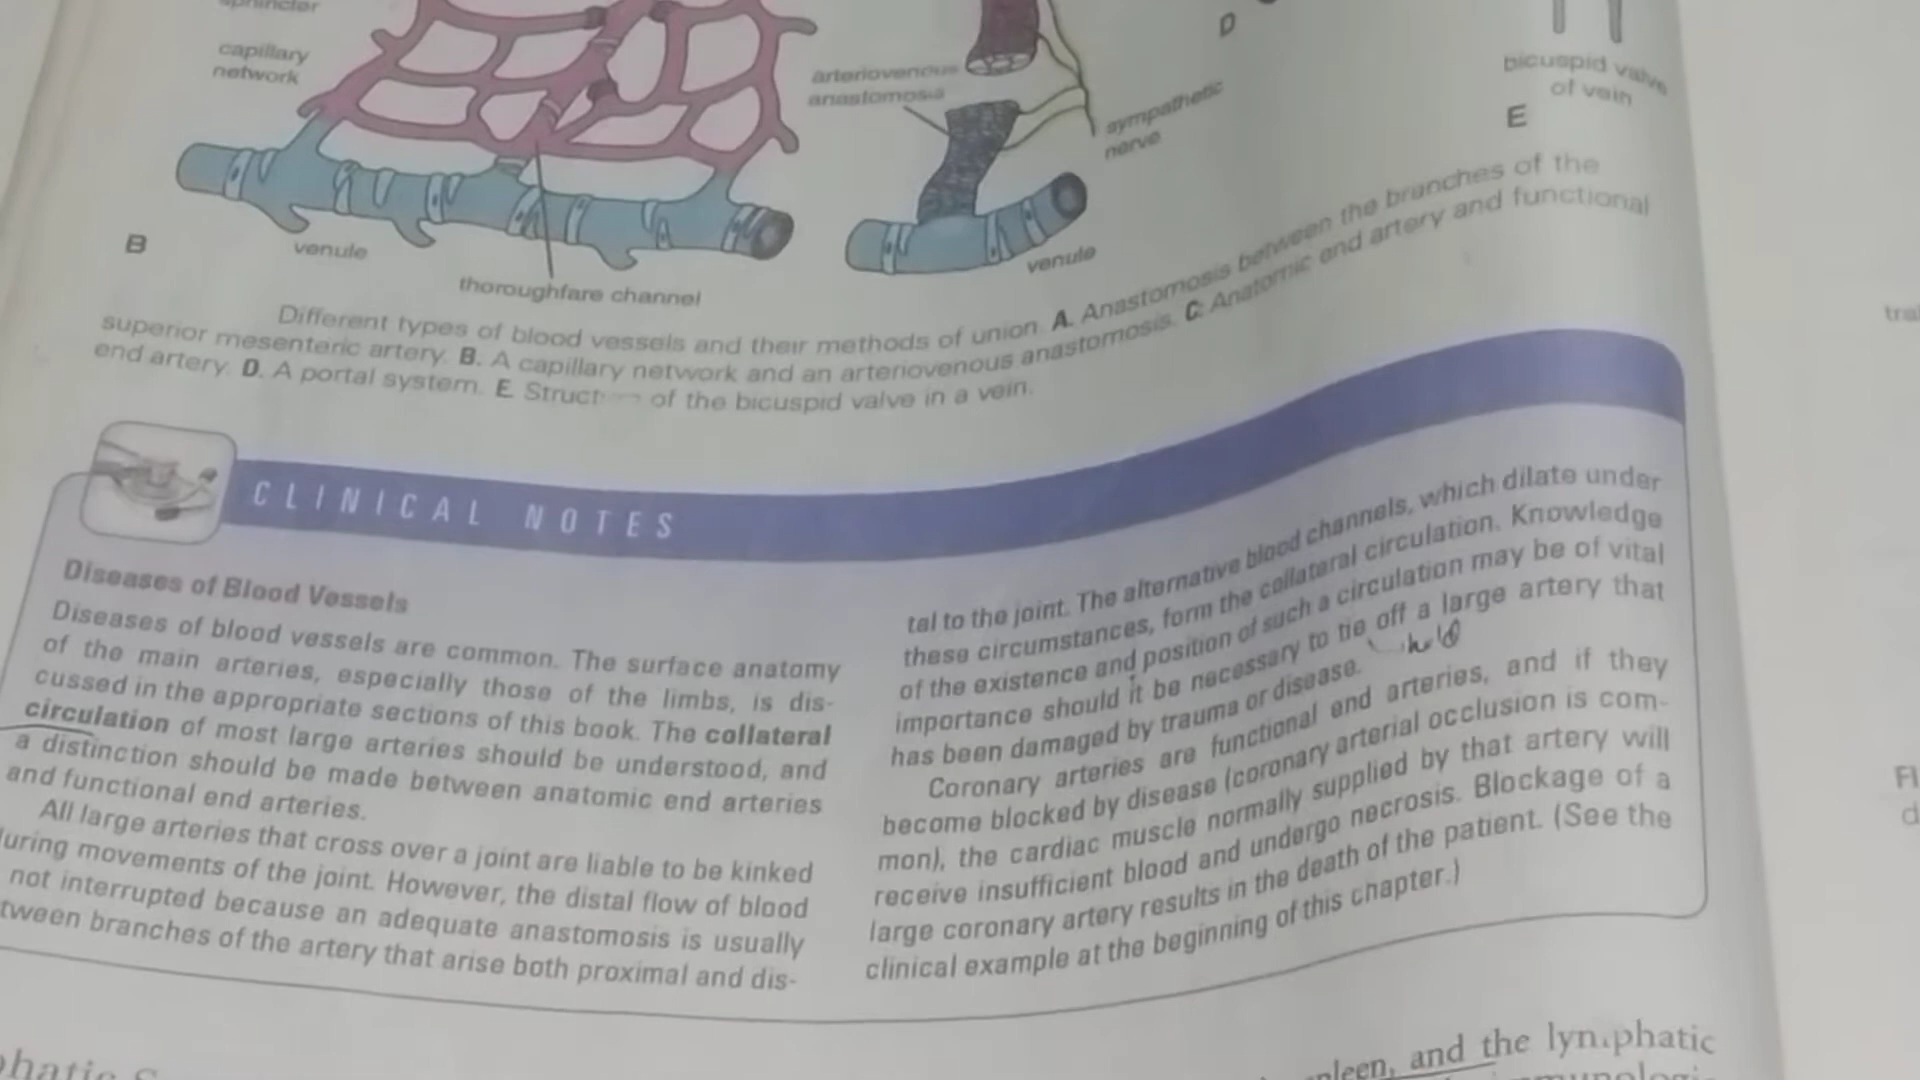 sphincter
capillary
network
arteriovenous
anastomosis
sympathetic
nerve
D
bicuspid valve
of vein
E
B
venule
thoroughfare channel
venule
Different types of blood vessels and their methods of union. A. Anastomosis between the branches of the
superior mesenteric artery. B. A capillary network and an arteriovenous anastomosis. C. Anatomic end artery and functional
end artery. D. A portal system. E. Struct of the bicuspid valve in a vein.
CLINICAL NOTES
Diseases of Blood Vessels
Diseases of blood vessels are common. The surface anatomy
of the main arteries, especially those of the limbs, is dis-
cussed in the appropriate sections of this book. The collateral
circulation of most large arteries should be understood, and
a distinction should be made between anatomic end arteries
and functional end arteries.
All large arteries that cross over a joint are liable to be kinked
uring movements of the joint. However, the distal flow of blood
not interrupted because an adequate anastomosis is usually
tween branches of the artery that arise both proximal and dis-
tal to the joint. The alternative blood channels, which dilate under
these circumstances, form the collateral circulation. Knowledge
of the existence and position of such a circulation may be of vital
importance should it be necessary to tie off a large artery that
has been damaged by trauma or disease.
Coronary arteries are functional end arteries, and if they
become blocked by disease (coronary arterial occlusion is com-
mon), the cardiac muscle normally supplied by that artery will
receive insufficient blood and undergo necrosis. Blockage of a
large coronary artery results in the death of the patient. (See the
clinical example at the beginning of this chapter.)
pleen, and the lymphatic